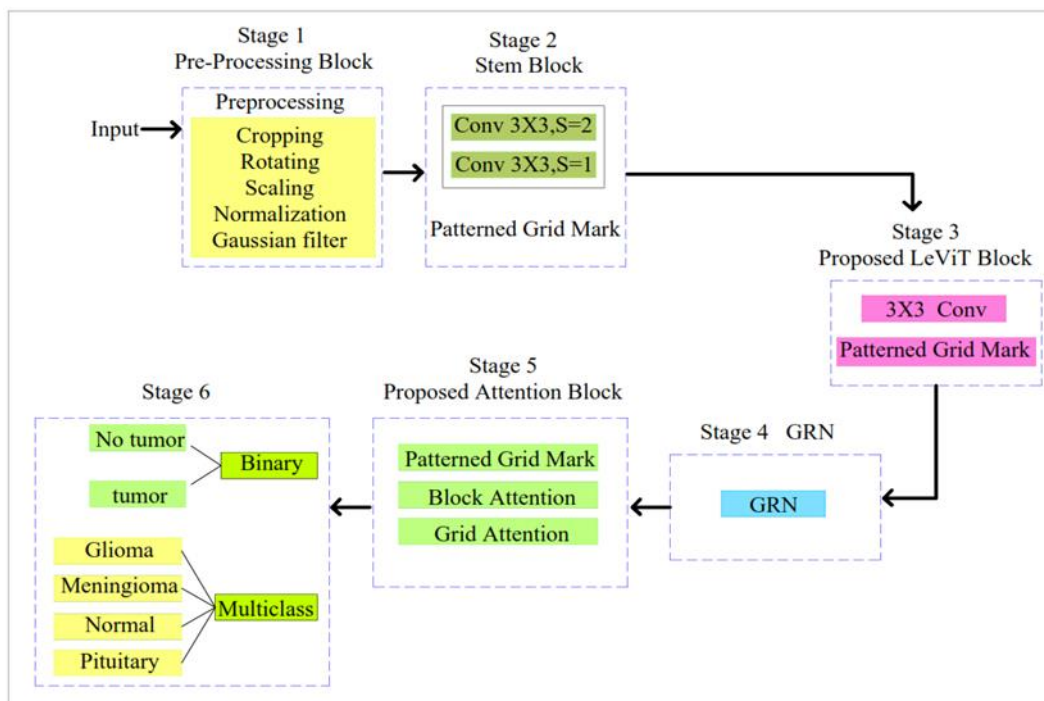 Stage 1
Pre-Processing Block
Input
Preprocessing
Cropping
Rotating
Scaling
Normalization
Gaussian filter
Stage 2
Stem Block
Conv 3X3,S=2
Conv 3X3,S=1
Patterned Grid Mark
Stage 3
Proposed LeViT Block
3X3 Conv
Patterned Grid Mark
Stage 4 GRN
GRN
Stage 5
Proposed Attention Block
Patterned Grid Mark
Block Attention
Grid Attention
Stage 6
No tumor
tumor
Binary
Glioma
Meningioma
Normal
Pituitary
Multiclass